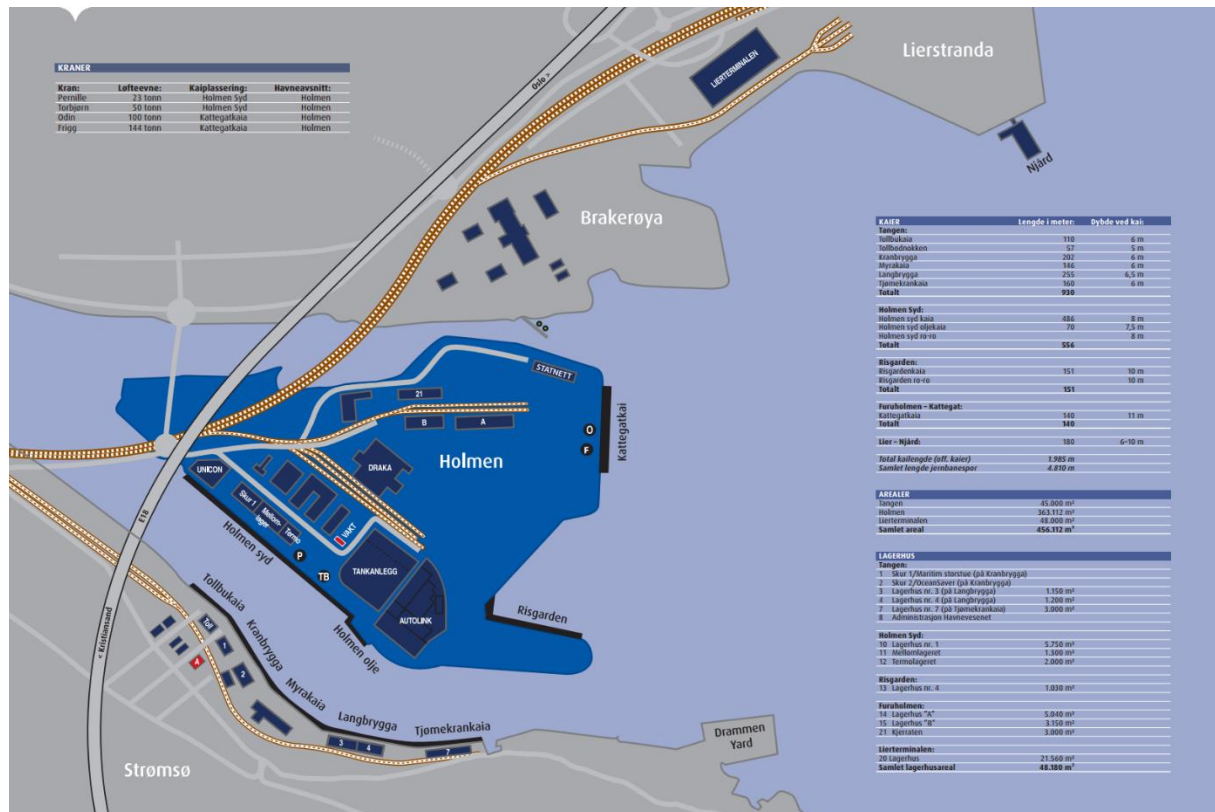 KRANER
Kran: Løfteevne: Kaiplassering: Havneavsnitt:
Pernille 23 tonn Holmen Syd Holmen
Torbjørn 50 tonn Holmen Syd Holmen
Odin 100 tonn Kattegatkaia Holmen
Frigg 144 tonn Kattegatkaia Holmen
Oslo >
LIERTERMINALEN
Lierstranda
Njård
Brakerøya
STATNETT
21
B
A
O
F
Kattegatkai
Holmen
DRAKA
UNICON
Skur 1
Mellom-
lager
Termo
VAKT
P
TB
Holmen syd
TANKANLEGG
AUTOLINK
Holmen olje
Risgarden
E18
< Kristiansand
Tollbukaia
Toll
1
A
2
Kranbrygga
Myrakaia
Langbrygga
Tjømekrankaia
3
4
7
Strømsø
Drammen
Yard
KAIER Lengde i meter: Dybde ved kai:
Tangen:
Tollbukaia 110 6 m
Tollbodnokken 57 5 m
Kranbrygga 202 6 m
Myrakaia 146 6 m
Langbrygga 255 6,5 m
Tjømekrankaia 160 6 m
Totalt 930
Holmen Syd:
Holmen syd kaia 486 8 m
Holmen syd oljekaia 70 7,5 m
Holmen syd ro-ro 8 m
Totalt 556
Risgarden:
Risgardenkaia 151 10 m
Risgarden ro-ro 10 m
Totalt 151
Furuholmen – Kattegat:
Kattegatkaia 140 11 m
Totalt 140
Lier – Njård: 180 6-10 m
Total kailengde (off. kaier) 1.985 m
Samlet lengde jernbanespor 4.810 m
AREALER
Tangen 45.000 m²
Holmen 363.112 m²
Lierterminalen 48.000 m²
Samlet areal 456.112 m²
LAGERHUS
Tangen:
1 Skur 1/Maritim storstue (på Kranbrygga)
2 Skur 2/OceanSaver (på Kranbrygga)
3 Lagerhus nr. 3 (på Langbrygga) 1.150 m²
4 Lagerhus nr. 4 (på Langbrygga) 1.200 m²
7 Lagerhus nr. 7 (på Tjømekrankaia) 3.000 m²
8 Administrasjon Havnevesenet
Holmen Syd:
10 Lagerhus nr. 1 5.750 m²
11 Mellomlageret 1.300 m²
12 Termolageret 2.000 m²
Risgarden:
13 Lagerhus nr. 4 1.030 m²
Furuholmen:
14 Lagerhus "A" 5.040 m²
15 Lagerhus "B" 3.150 m²
21 Kjerraten 3.000 m²
Lierterminalen:
20 Lagerhus 21.560 m²
Samlet lagerhusareal 48.180 m²